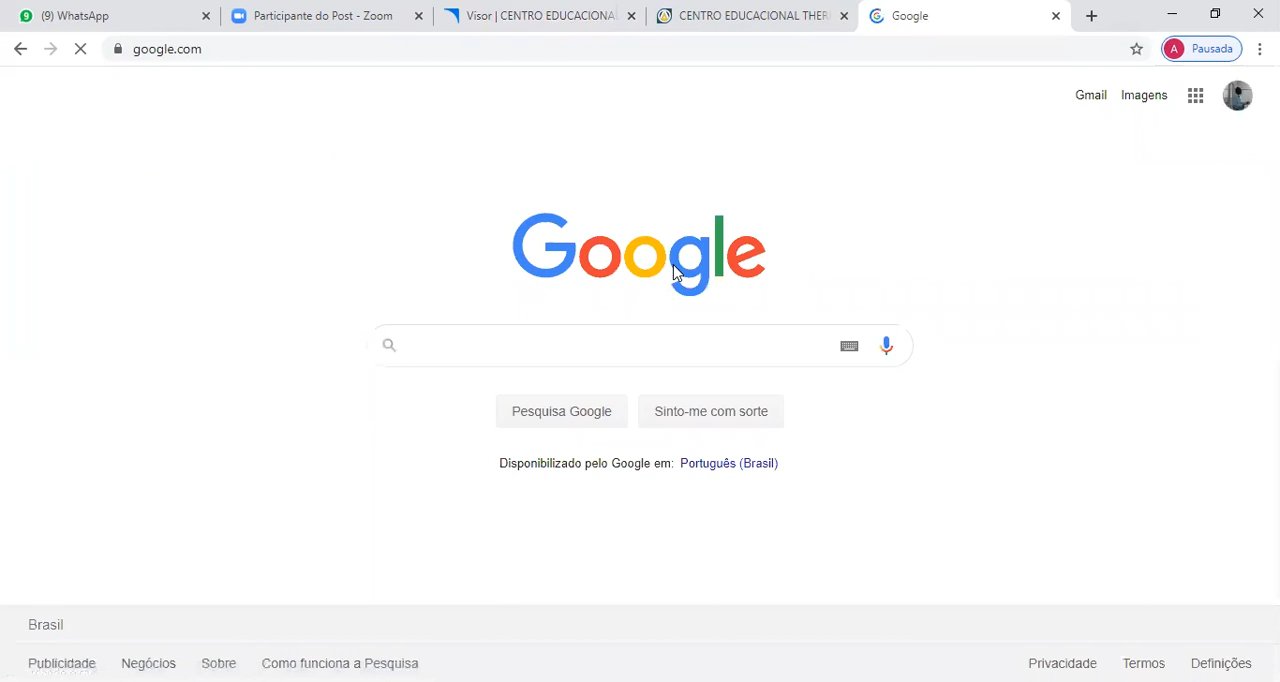 (9) WhatsApp
Participante do Post - Zoom
Visor | CENTRO EDUCACIONA
CENTRO EDUCACIONAL THER
Google
google.com
A Pausada
Gmail Imagens
Google
Pesquisa Google
Sinto-me com sorte
Disponibilizado pelo Google em: Português (Brasil)
Brasil
Publicidade Negócios Sobre Como funciona a Pesquisa
Privacidade Termos Definições